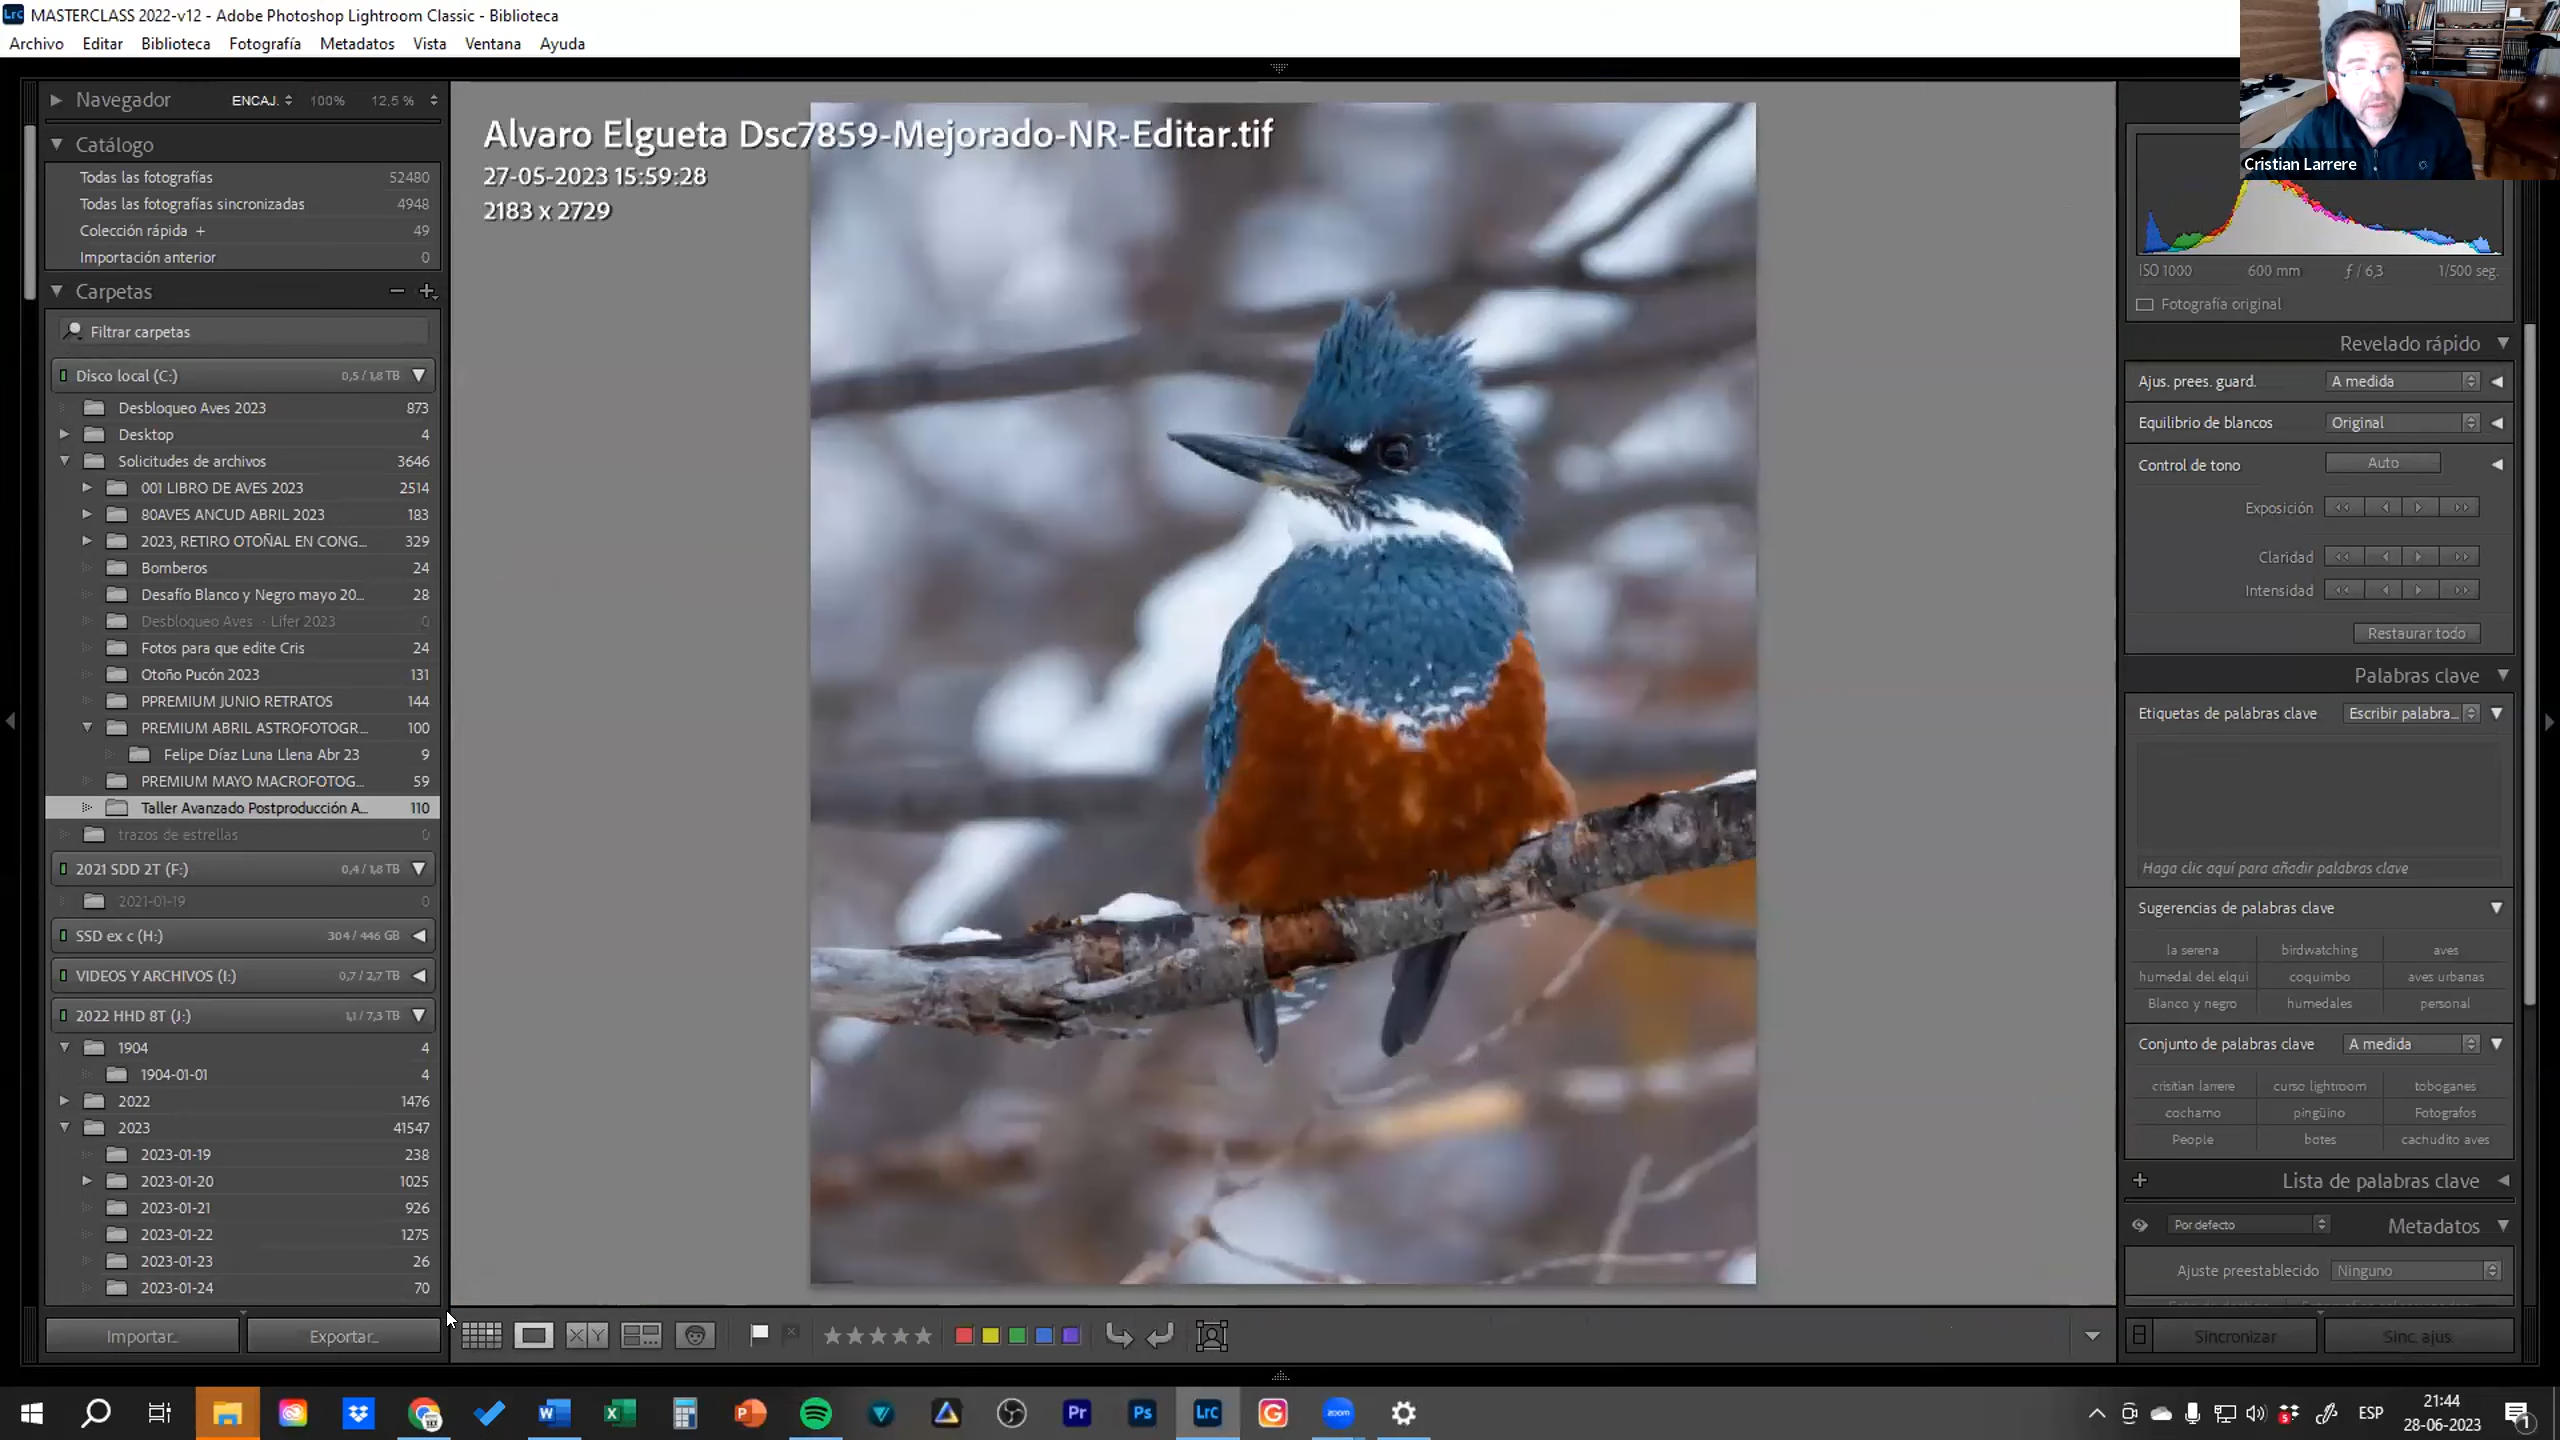 MASTERCLASS 2022-v12 - Adobe Photoshop Lightroom Classic - Biblioteca
Archivo Editar Biblioteca Fotografía Metadatos Vista Ventana Ayuda
Navegador ENCAJ. 100% 12,5 %
Catálogo
Todas las fotografías 52480
Todas las fotografías sincronizadas 4948
Colección rápida + 49
Importación anterior 0
Carpetas
Filtrar carpetas
Disco local (C:) 0,5 / 1,8 TB
Desbloqueo Aves 2023 873
Desktop 4
Solicitudes de archivos 3646
001 LIBRO DE AVES 2023 2514
80AVES ANCUD ABRIL 2023 183
2023, RETIRO OTOÑAL EN CONG... 329
Bomberos 24
Desafío Blanco y Negro mayo 20... 28
Desbloqueo Aves - Lifer 2023 0
Fotos para que edite Cris 24
Otoño Pucón 2023 131
PPREMIUM JUNIO RETRATOS 144
PREMIUM ABRIL ASTROFOTOGR... 100
Felipe Díaz Luna Llena Abr 23 9
PREMIUM MAYO MACROFOTOG... 59
Taller Avanzado Postproducción A... 110
trazos de estrellas 0
2021 SDD 2T (F:) 0,4 / 1,8 TB
2021-01-19 0
SSD ex c (H:) 304 / 446 GB
VIDEOS Y ARCHIVOS (I:) 0,7 / 2,7 TB
2022 HHD 8T (J:) 1,1 / 7,3 TB
1904 4
1904-01-01 4
2022 1476
2023 41547
2023-01-19 238
2023-01-20 1025
2023-01-21 926
2023-01-22 1275
2023-01-23 26
2023-01-24 70
Importar... Exportar...
Alvaro Elgueta Dsc7859-Mejorado-NR-Editar.tif
27-05-2023 15:59:28
2183 x 2729
Cristian Larrere
ISO 1000 600 mm ƒ / 6,3 1/500 seg.
Fotografía original
Revelado rápido
Ajus. prees. guard. A medida
Equilibrio de blancos Original
Control de tono Auto
Exposición
Claridad
Intensidad
Restaurar todo
Palabras clave
Etiquetas de palabras clave Escribir palabra...
Haga clic aquí para añadir palabras clave
Sugerencias de palabras clave
la serena birdwatching aves
humedal del elqui coquimbo aves urbanas
Blanco y negro humedales personal
Conjunto de palabras clave A medida
crisitian larrere curso lightroom toboganes
cochamo pingüino Fotografos
People botes cachudito aves
Lista de palabras clave
Por defecto Metadatos
Ajuste preestablecido Ninguno
Sincronizar Sinc. ajus.
XY
W X P Pr Ps LrC G zoom
ESP
21:44
28-06-2023